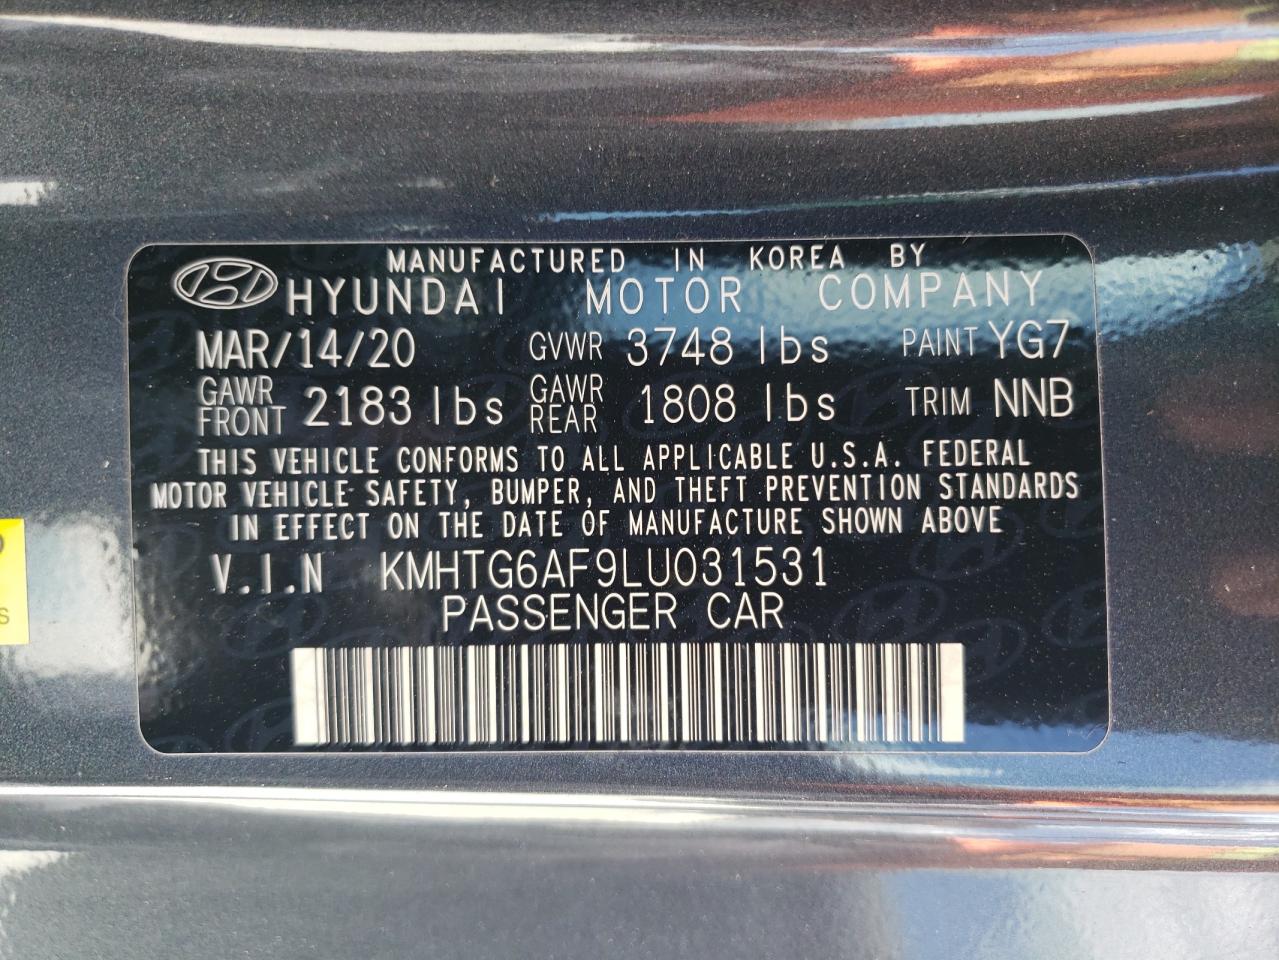 MANUFACTURED IN KOREA BY
HYUNDAI MOTOR COMPANY
MAR/14/20 GVWR 3748 lbs PAINT YG7
GAWR FRONT 2183 lbs GAWR REAR 1808 lbs TRIM NNB
THIS VEHICLE CONFORMS TO ALL APPLICABLE U.S.A. FEDERAL
MOTOR VEHICLE SAFETY, BUMPER, AND THEFT PREVENTION STANDARDS
IN EFFECT ON THE DATE OF MANUFACTURE SHOWN ABOVE
V.I.N KMHTG6AF9LU031531
PASSENGER CAR